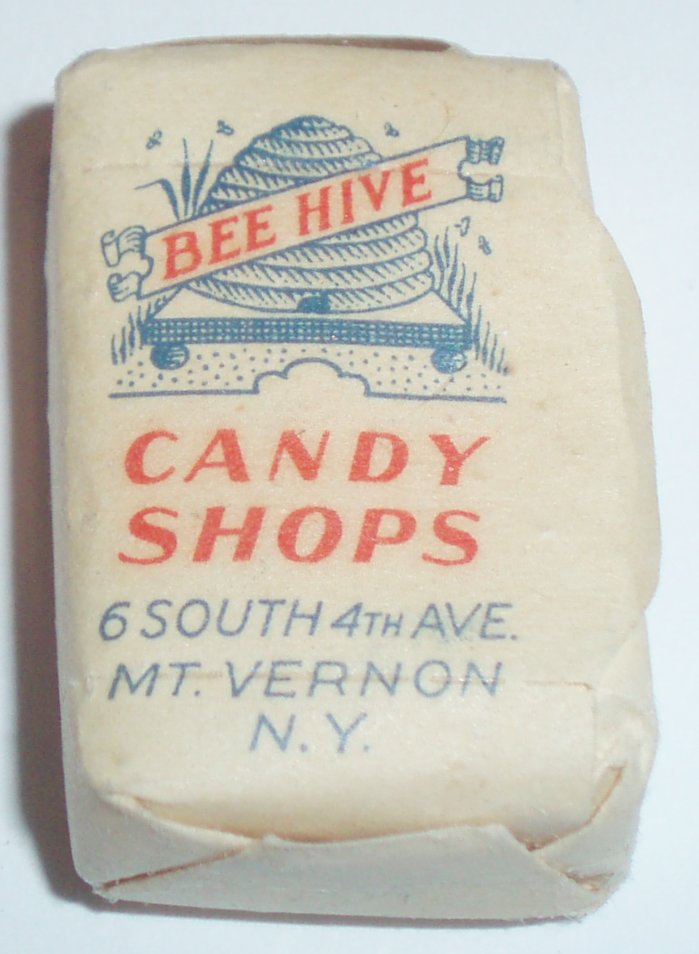 BEE HIVE
CANDY
SHOPS
6 SOUTH 4TH AVE.
MT. VERNON
N.Y.